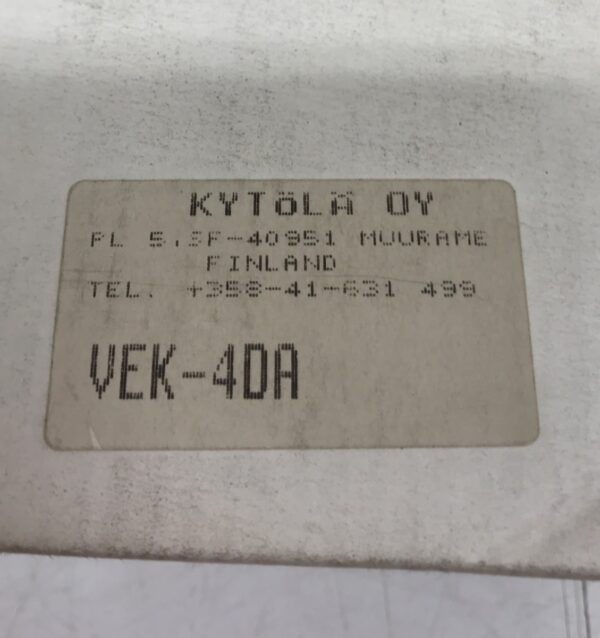 KYTÖLÄ OY
PL 5,SF-40951 MUURAME
FINLAND
TEL. +358-41-631 499
VEK-4DA